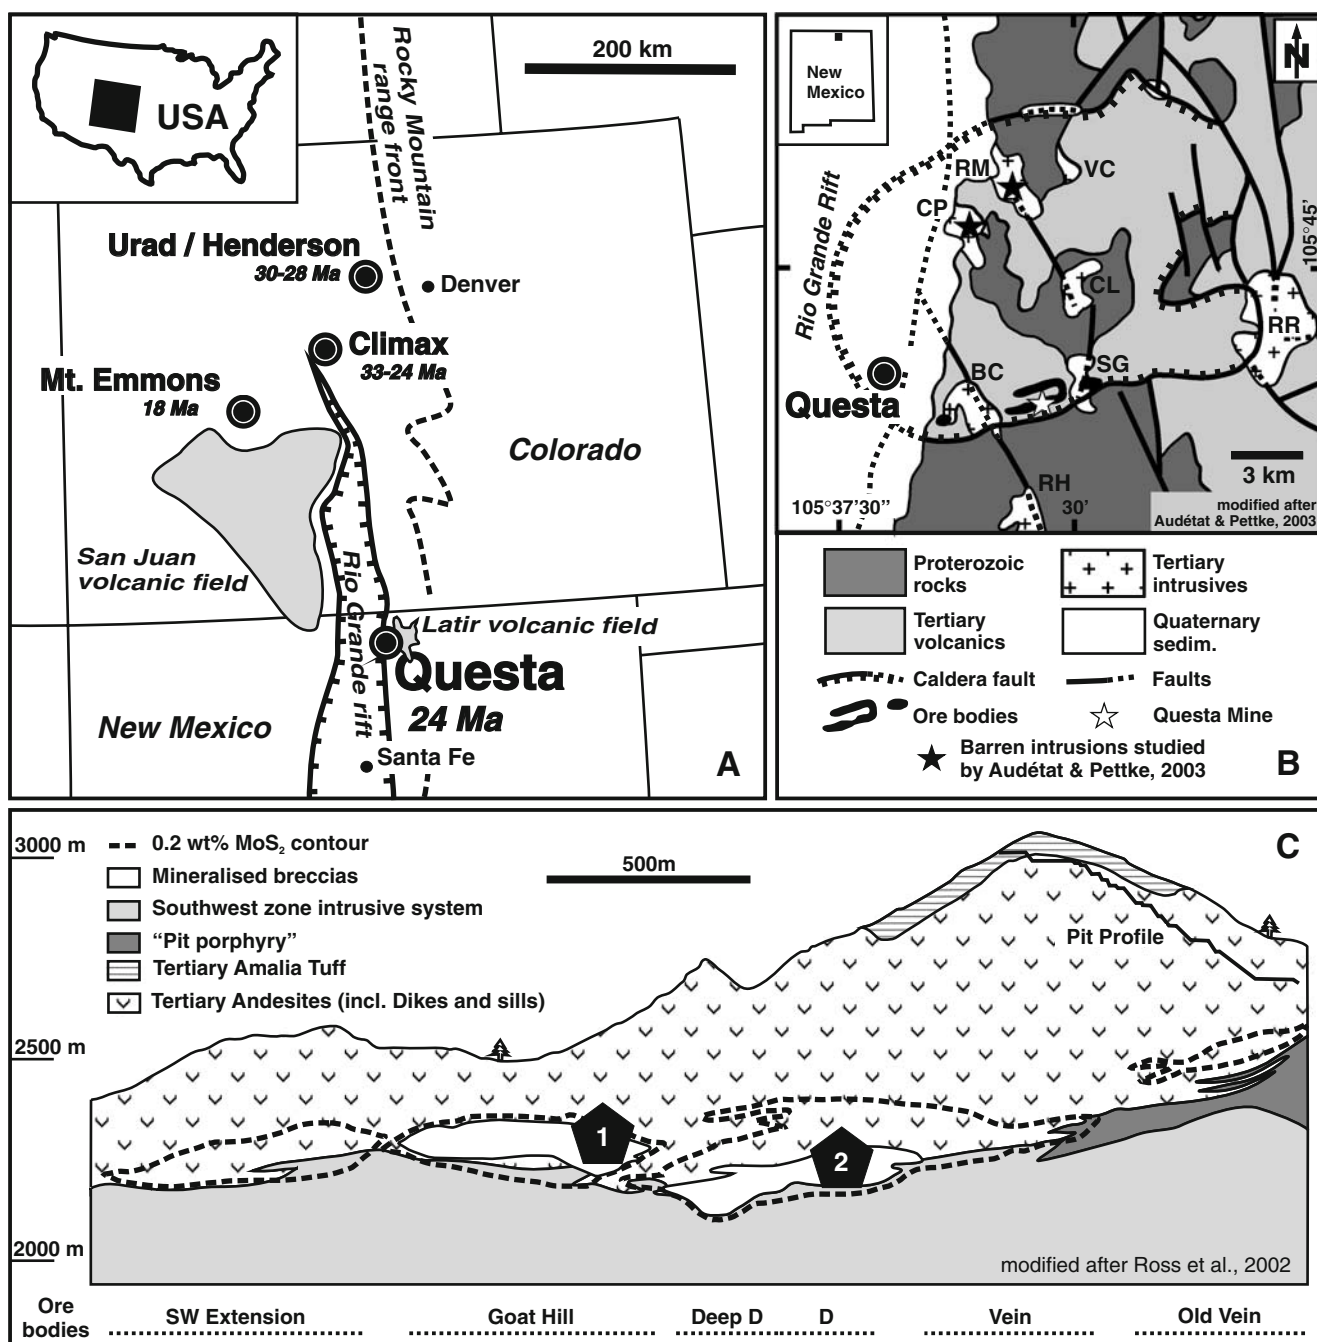 USA
200 km
Rocky Mountain
range front
Urad / Henderson
30-28 Ma
Denver
Climax
33-24 Ma
Mt. Emmons
18 Ma
Colorado
San Juan
volcanic field
Rio Grande rift
Latir volcanic field
Questa
24 Ma
New Mexico
Santa Fe
A
New
Mexico
N
RM
VC
CP
Rio Grande Rift
105°45'
CL
RR
BC
SG
Questa
RH
3 km
105°37'30"
30'
modified after
Audétat & Pettke, 2003
Proterozoic
rocks
Tertiary
intrusives
Tertiary
volcanics
Quaternary
sedim.
Caldera fault
Faults
Ore bodies
Questa Mine
Barren intrusions studied
by Audétat & Pettke, 2003
B
3000 m
2500 m
2000 m
0.2 wt% MoS₂ contour
Mineralised breccias
Southwest zone intrusive system
“Pit porphyry”
Tertiary Amalia Tuff
Tertiary Andesites (incl. Dikes and sills)
500m
C
Pit Profile
1
2
modified after Ross et al., 2002
Ore
bodies
SW Extension
Goat Hill
Deep D
D
Vein
Old Vein